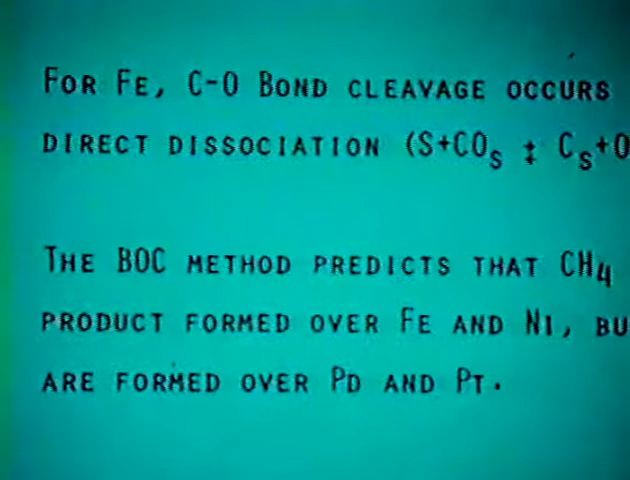 FOR FE, C-O BOND CLEAVAGE OCCURS
DIRECT DISSOCIATION (S+COₛ ⇄ Cₛ+O
THE BOC METHOD PREDICTS THAT CH₄
PRODUCT FORMED OVER FE AND NI, BU
ARE FORMED OVER PD AND PT.